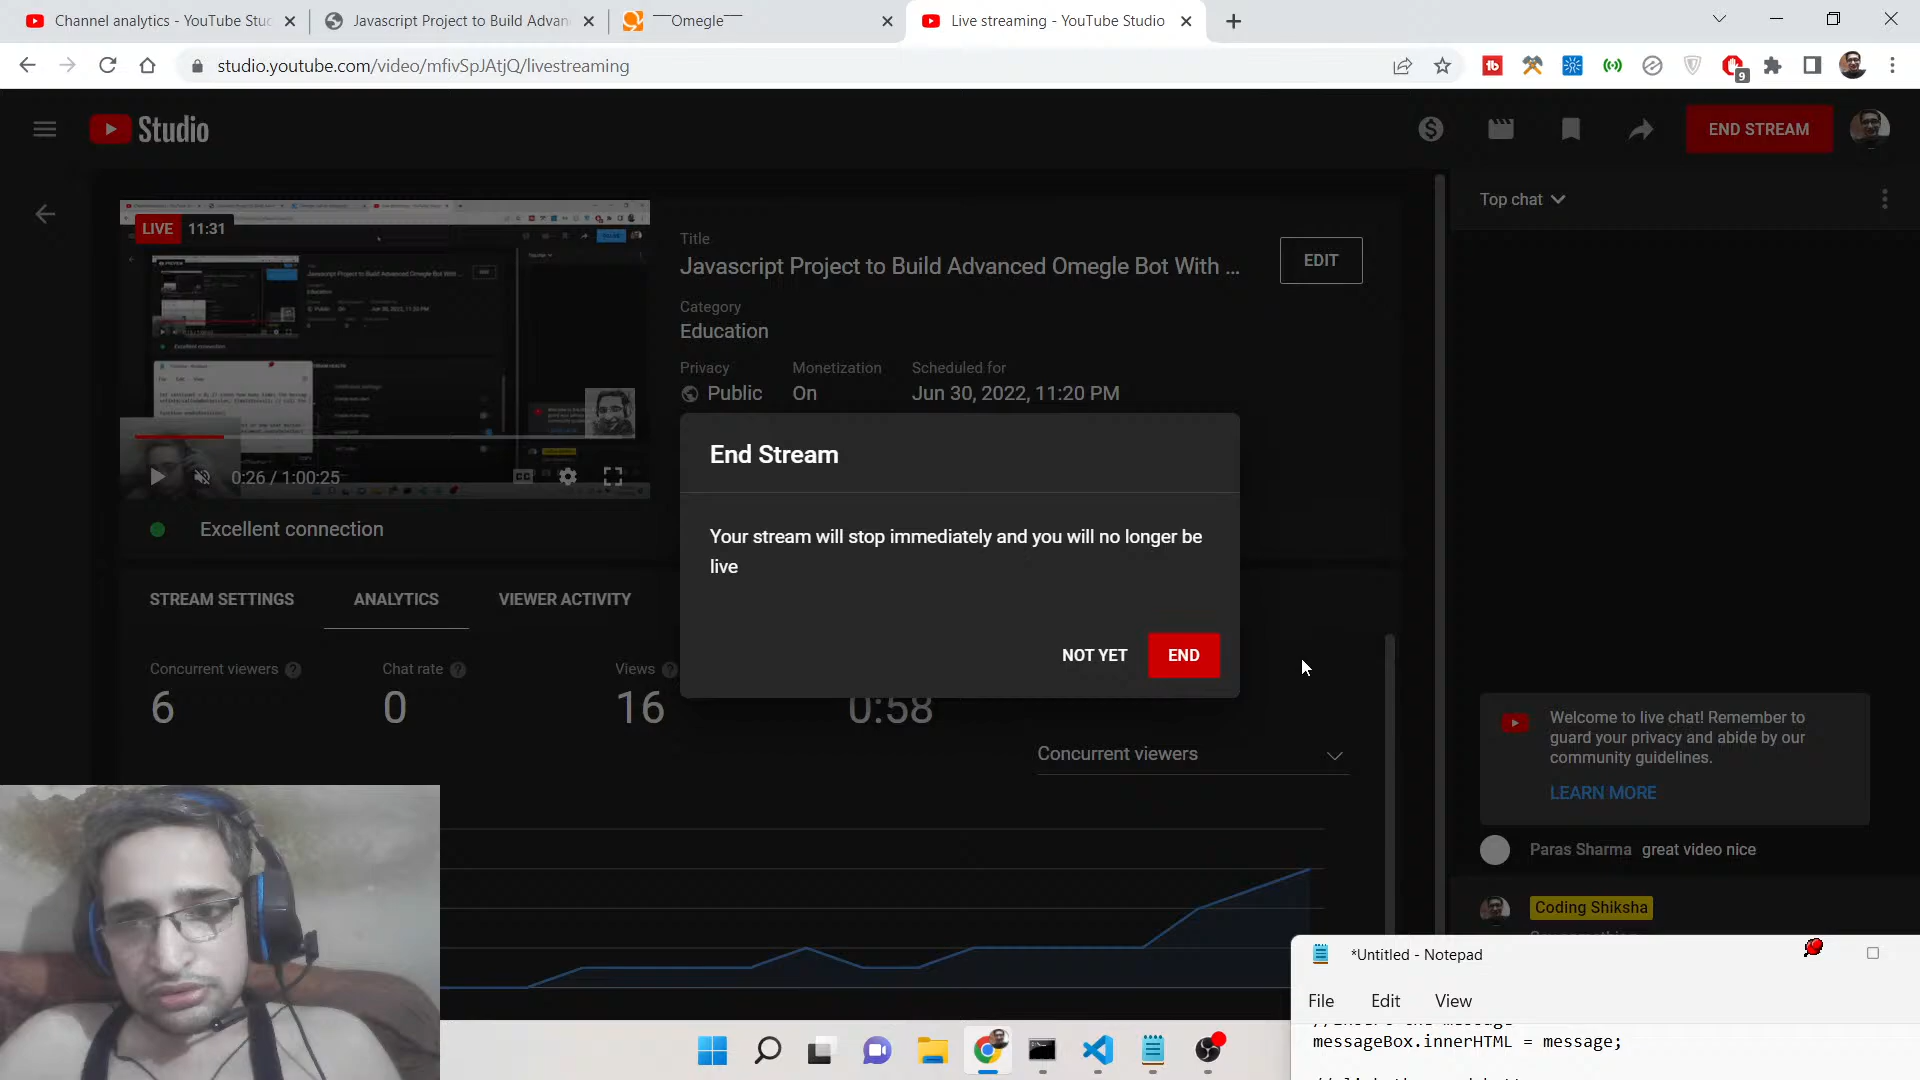 Channel analytics - YouTube Stu
Javascript Project to Build Advan
Omegle
Live streaming - YouTube Studio
studio.youtube.com/video/mfivSpJAtjQ/livestreaming
9
Studio
END STREAM
LIVE 11:31
Title
Javascript Project to Build Advanced Omegle Bot With ...
EDIT
Category
Education
Privacy
Public
Monetization
On
Scheduled for
Jun 30, 2022, 11:20 PM
Top chat
0:26 / 1:00:25
Excellent connection
End Stream
Your stream will stop immediately and you will no longer be
live
NOT YET
END
STREAM SETTINGS
ANALYTICS
VIEWER ACTIVITY
Concurrent viewers
6
Chat rate
0
Views
16
0:58
Concurrent viewers
Welcome to live chat! Remember to
guard your privacy and abide by our
community guidelines.
LEARN MORE
Paras Sharma great video nice
Coding Shiksha
*Untitled - Notepad
File Edit View
messageBox.innerHTML = message;